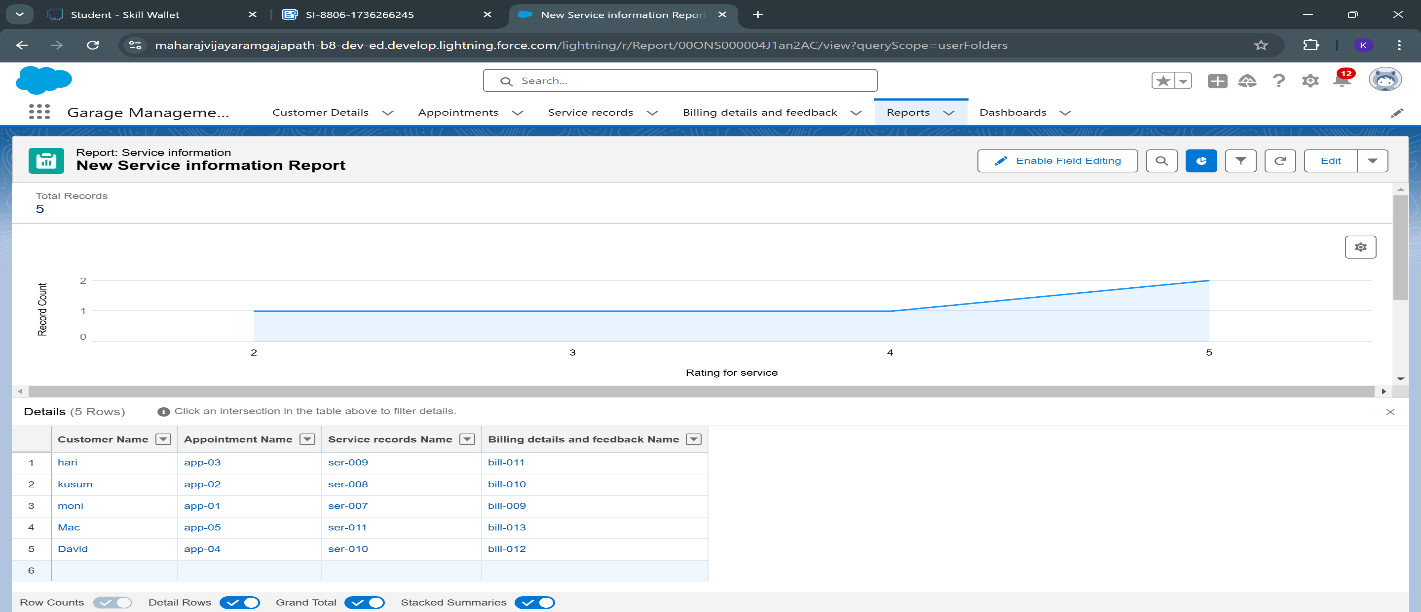 Student - Skill Wallet
SI-8806-1736266245
New Service information Report
maharajvijayaramgajapath-b8-dev-ed.develop.lightning.force.com/lightning/r/Report/00ONS000004J1an2AC/view?queryScope=userFolders
K
Search...
12
Garage Manageme...
Customer Details
Appointments
Service records
Billing details and feedback
Reports
Dashboards
Report: Service information
New Service information Report
Enable Field Editing
Edit
Total Records
5
Record Count
2
1
0
2 3 4 5
Rating for service
Details (5 Rows)
Click an intersection in the table above to filter details.
Customer Name Appointment Name Service records Name Billing details and feedback Name
1 hari app-03 ser-009 bill-011
2 kusum app-02 ser-008 bill-010
3 moni app-01 ser-007 bill-009
4 Mac app-05 ser-011 bill-013
5 David app-04 ser-010 bill-012
6
Row Counts Detail Rows Grand Total Stacked Summaries